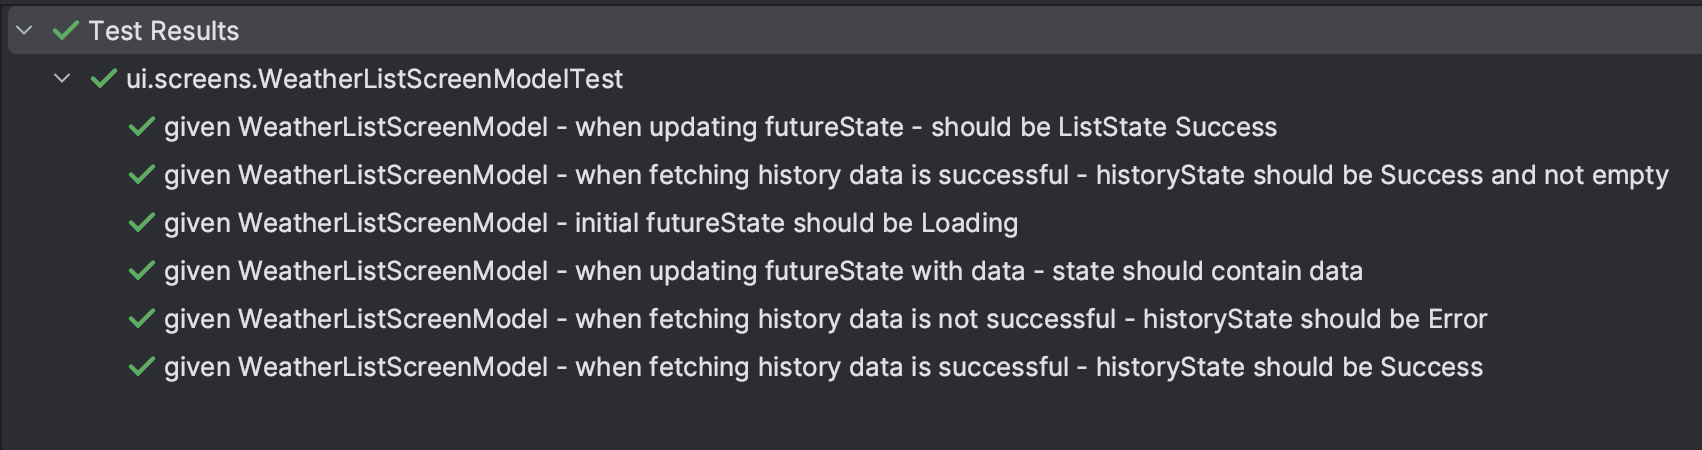 Test Results
ui.screens.WeatherListScreenModelTest
given WeatherListScreenModel - when updating futureState - should be ListState Success
given WeatherListScreenModel - when fetching history data is successful - historyState should be Success and not empty
given WeatherListScreenModel - initial futureState should be Loading
given WeatherListScreenModel - when updating futureState with data - state should contain data
given WeatherListScreenModel - when fetching history data is not successful - historyState should be Error
given WeatherListScreenModel - when fetching history data is successful - historyState should be Success